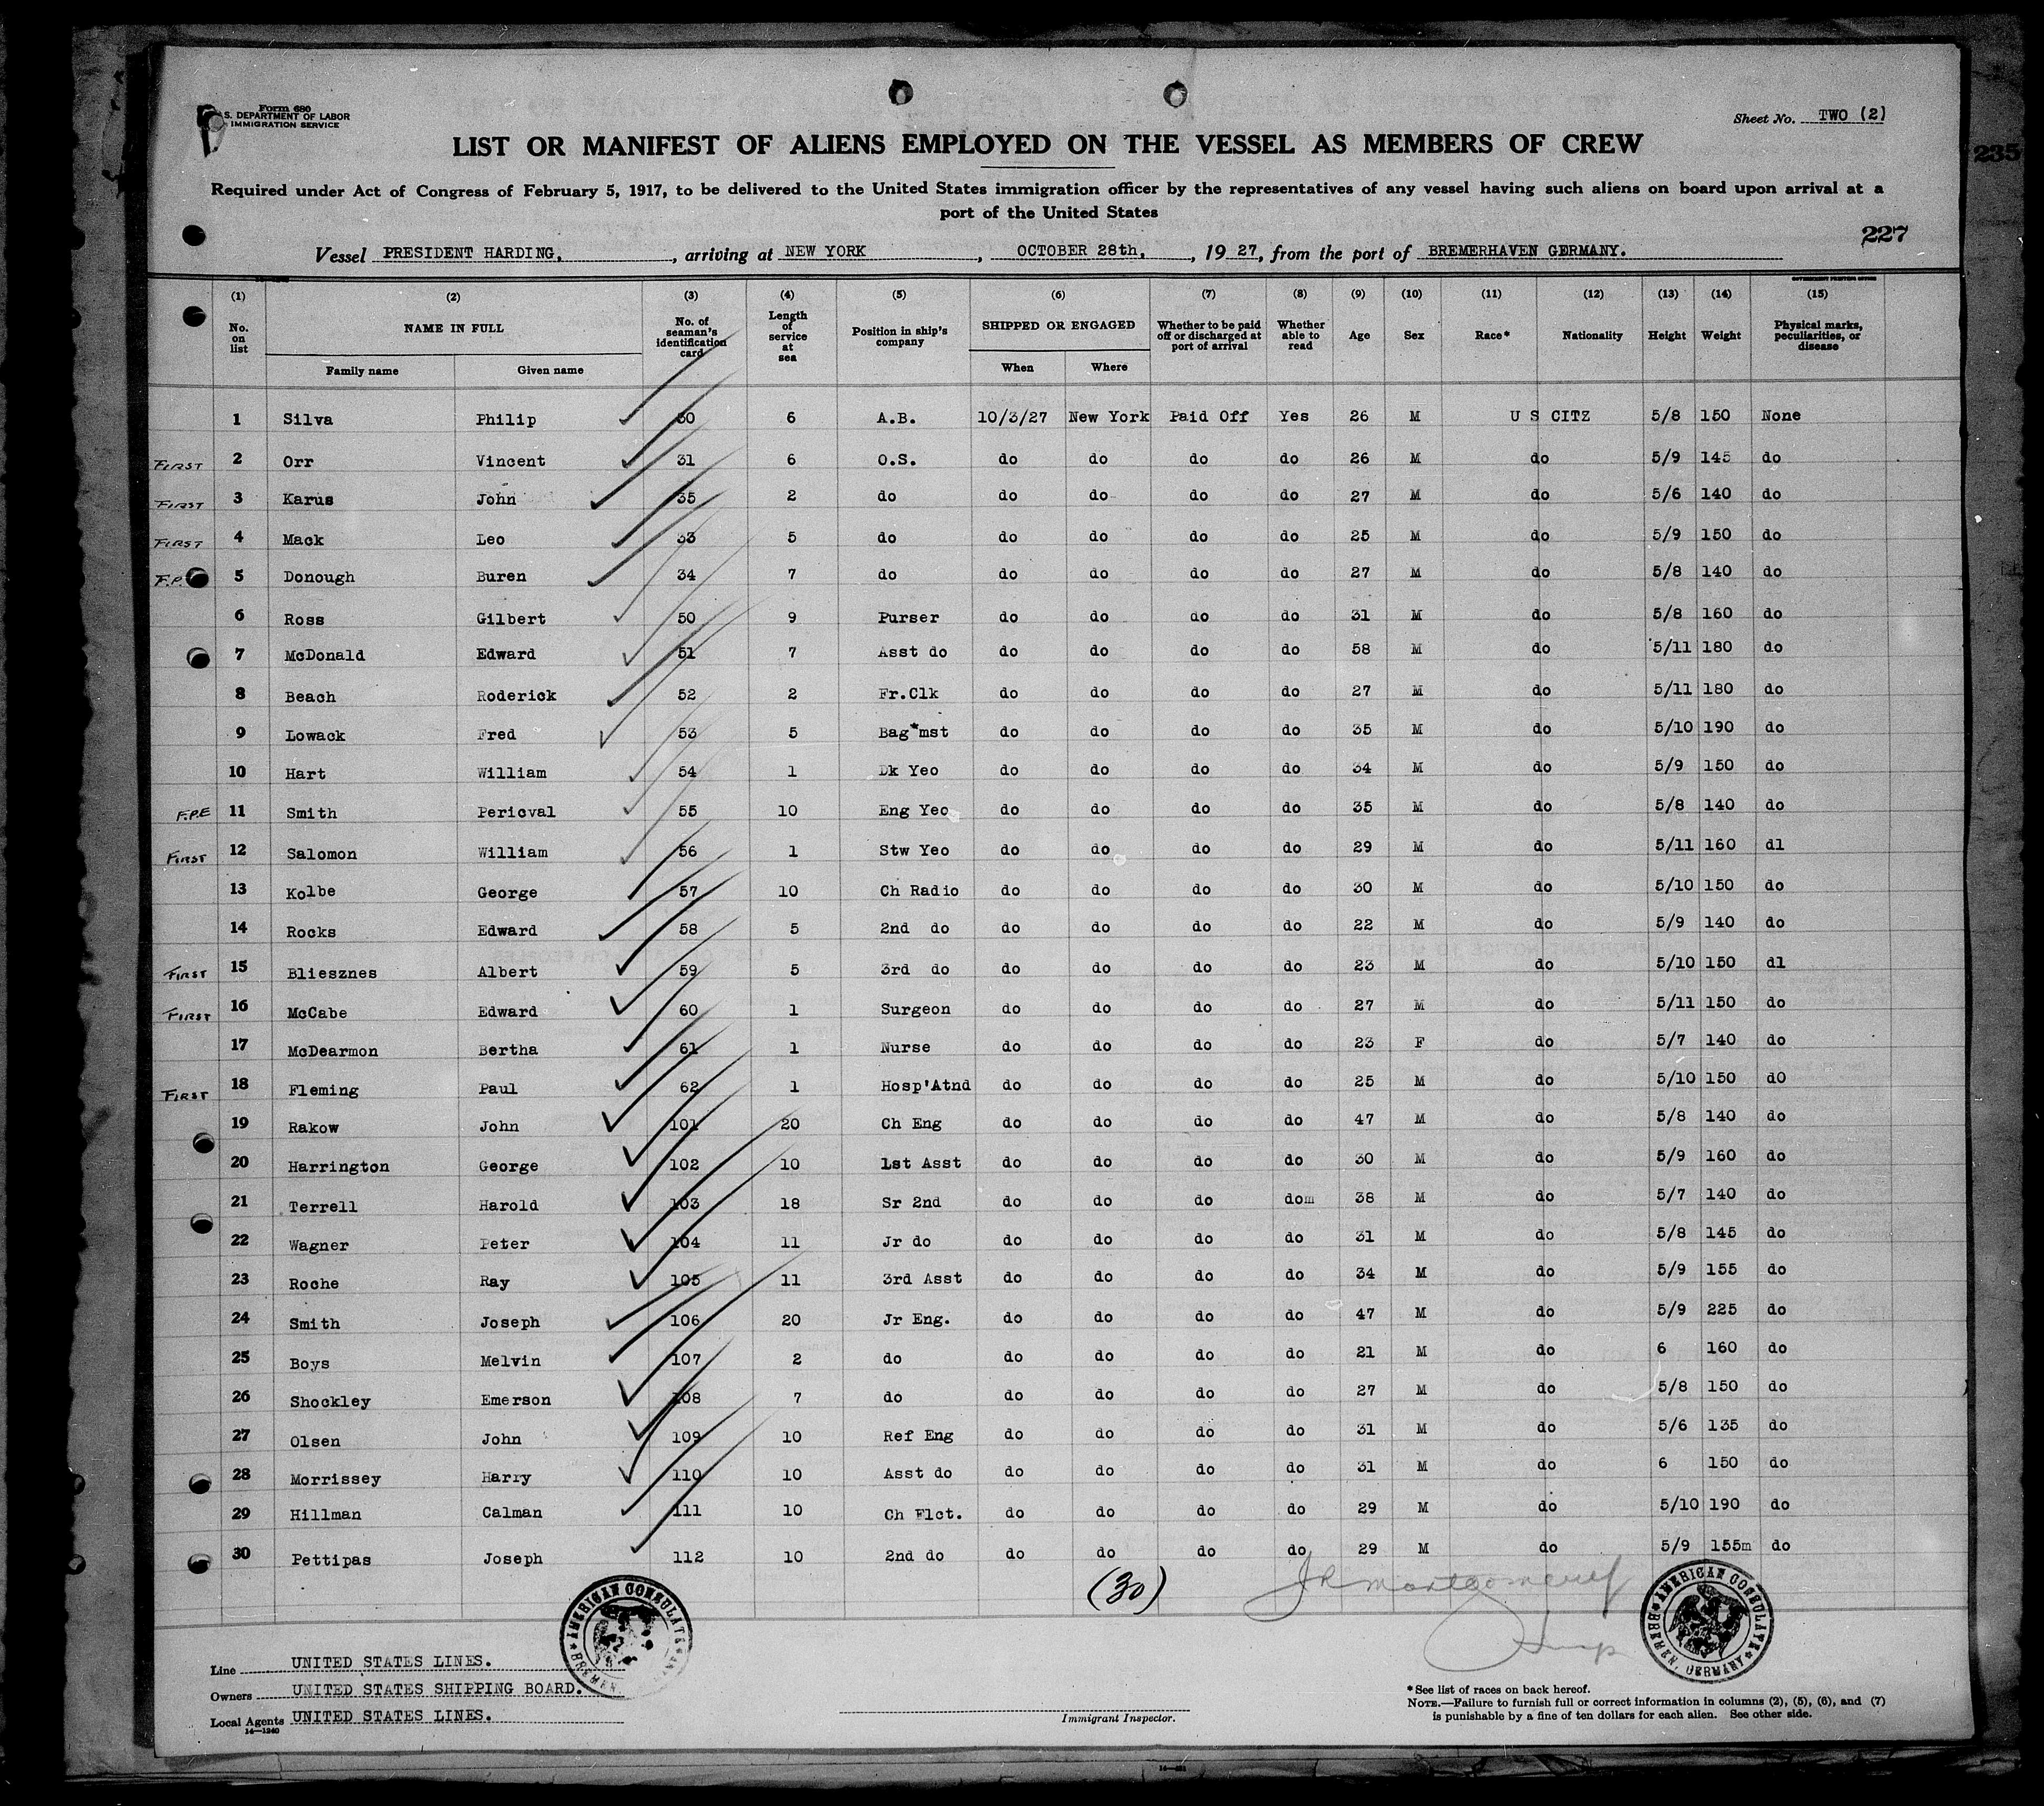 Form 680
S. DEPARTMENT OF LABOR
IMMIGRATION SERVICE
Sheet No. TWO (2)
LIST OR MANIFEST OF ALIENS EMPLOYED ON THE VESSEL AS MEMBERS OF CREW
235
Required under Act of Congress of February 5, 1917, to be delivered to the United States immigration officer by the representatives of any vessel having such aliens on board upon arrival at a
port of the United States
227
Vessel PRESIDENT HARDING, , arriving at NEW YORK , OCTOBER 28th, , 19 27, from the port of BREMERHAVEN GERMANY.
GOVERNMENT PRINTING OFFICE
(1) (2) (3) (4) (5) (6) (7) (8) (9) (10) (11) (12) (13) (14) (15)
No. on list NAME IN FULL No. of seaman's identification card Length of service at sea Position in ship's company SHIPPED OR ENGAGED Whether to be paid off or discharged at port of arrival Whether able to read Age Sex Race* Nationality Height Weight Physical marks, peculiarities, or disease
Family name Given name When Where
1 Silva Philip 30 6 A.B. 10/3/27 New York Paid Off Yes 26 M U S CITZ 5/8 150 None
FIRST 2 Orr Vincent 31 6 O.S. do do do do 26 M do 5/9 145 do
FIRST 3 Karus John 35 2 do do do do do 27 M do 5/6 140 do
FIRST 4 Mack Leo 33 5 do do do do do 25 M do 5/9 150 do
F.P 5 Donough Buren 34 7 do do do do do 27 M do 5/8 140 do
6 Ross Gilbert 50 9 Purser do do do do 31 M do 5/8 160 do
7 McDonald Edward 51 7 Asst do do do do do 58 M do 5/11 180 do
8 Beach Roderick 52 2 Fr.Clk do do do do 27 M do 5/11 180 do
9 Lowack Fred 53 5 Bag*mst do do do do 35 M do 5/10 190 do
10 Hart William 54 1 Dk Yeo do do do do 34 M do 5/9 150 do
F.P.E 11 Smith Pericval 55 10 Eng Yeo do do do do 35 M do 5/8 140 do
FIRST 12 Salomon William 56 1 Stw Yeo do do do do 29 M do 5/11 160 dl
13 Kolbe George 57 10 Ch Radio do do do do 30 M do 5/10 150 do
14 Rocks Edward 58 5 2nd do do do do do 22 M do 5/9 140 do
FIRST 15 Bliesznes Albert 59 5 3rd do do do do do 23 M do 5/10 150 dl
FIRST 16 McCabe Edward 60 1 Surgeon do do do do 27 M do 5/11 150 do
17 McDearmon Bertha 61 1 Nurse do do do do 23 F do 5/7 140 do
FIRST 18 Fleming Paul 62 1 Hosp'Atnd do do do do 25 M do 5/10 150 d0
19 Rakow John 101 20 Ch Eng do do do do 47 M do 5/8 140 do
20 Harrington George 102 10 1st Asst do do do do 30 M do 5/9 160 do
21 Terrell Harold 103 18 Sr 2nd do do do dom 38 M do 5/7 140 do
22 Wagner Peter 104 11 Jr do do do do do 31 M do 5/8 145 do
23 Roche Ray 105 11 3rd Asst do do do do 34 M do 5/9 155 do
24 Smith Joseph 106 20 Jr Eng. do do do do 47 M do 5/9 225 do
25 Boys Melvin 107 2 do do do do do 21 M do 6 160 do
26 Shockley Emerson 108 7 do do do do do 27 M do 5/8 150 do
27 Olsen John 109 10 Ref Eng do do do do 31 M do 5/6 135 do
28 Morrissey Harry 110 10 Asst do do do do do 31 M do 6 150 do
29 Hillman Calman 111 10 Ch Elct. do do do do 29 M do 5/10 190 do
30 Pettipas Joseph 112 10 2nd do do do do do 29 M do 5/9 155m do
(30) JR Montgomery
AMERICAN CONSULATE BREMEN,
AMERICAN CONSULATE BREMEN, GERMANY
Line UNITED STATES LINES.
Owners UNITED STATES SHIPPING BOARD.
Local Agents UNITED STATES LINES.
14—1240
Immigrant Inspector.
*See list of races on back hereof.
NOTE.—Failure to furnish full or correct information in columns (2), (5), (6), and (7)
is punishable by a fine of ten dollars for each alien. See other side.